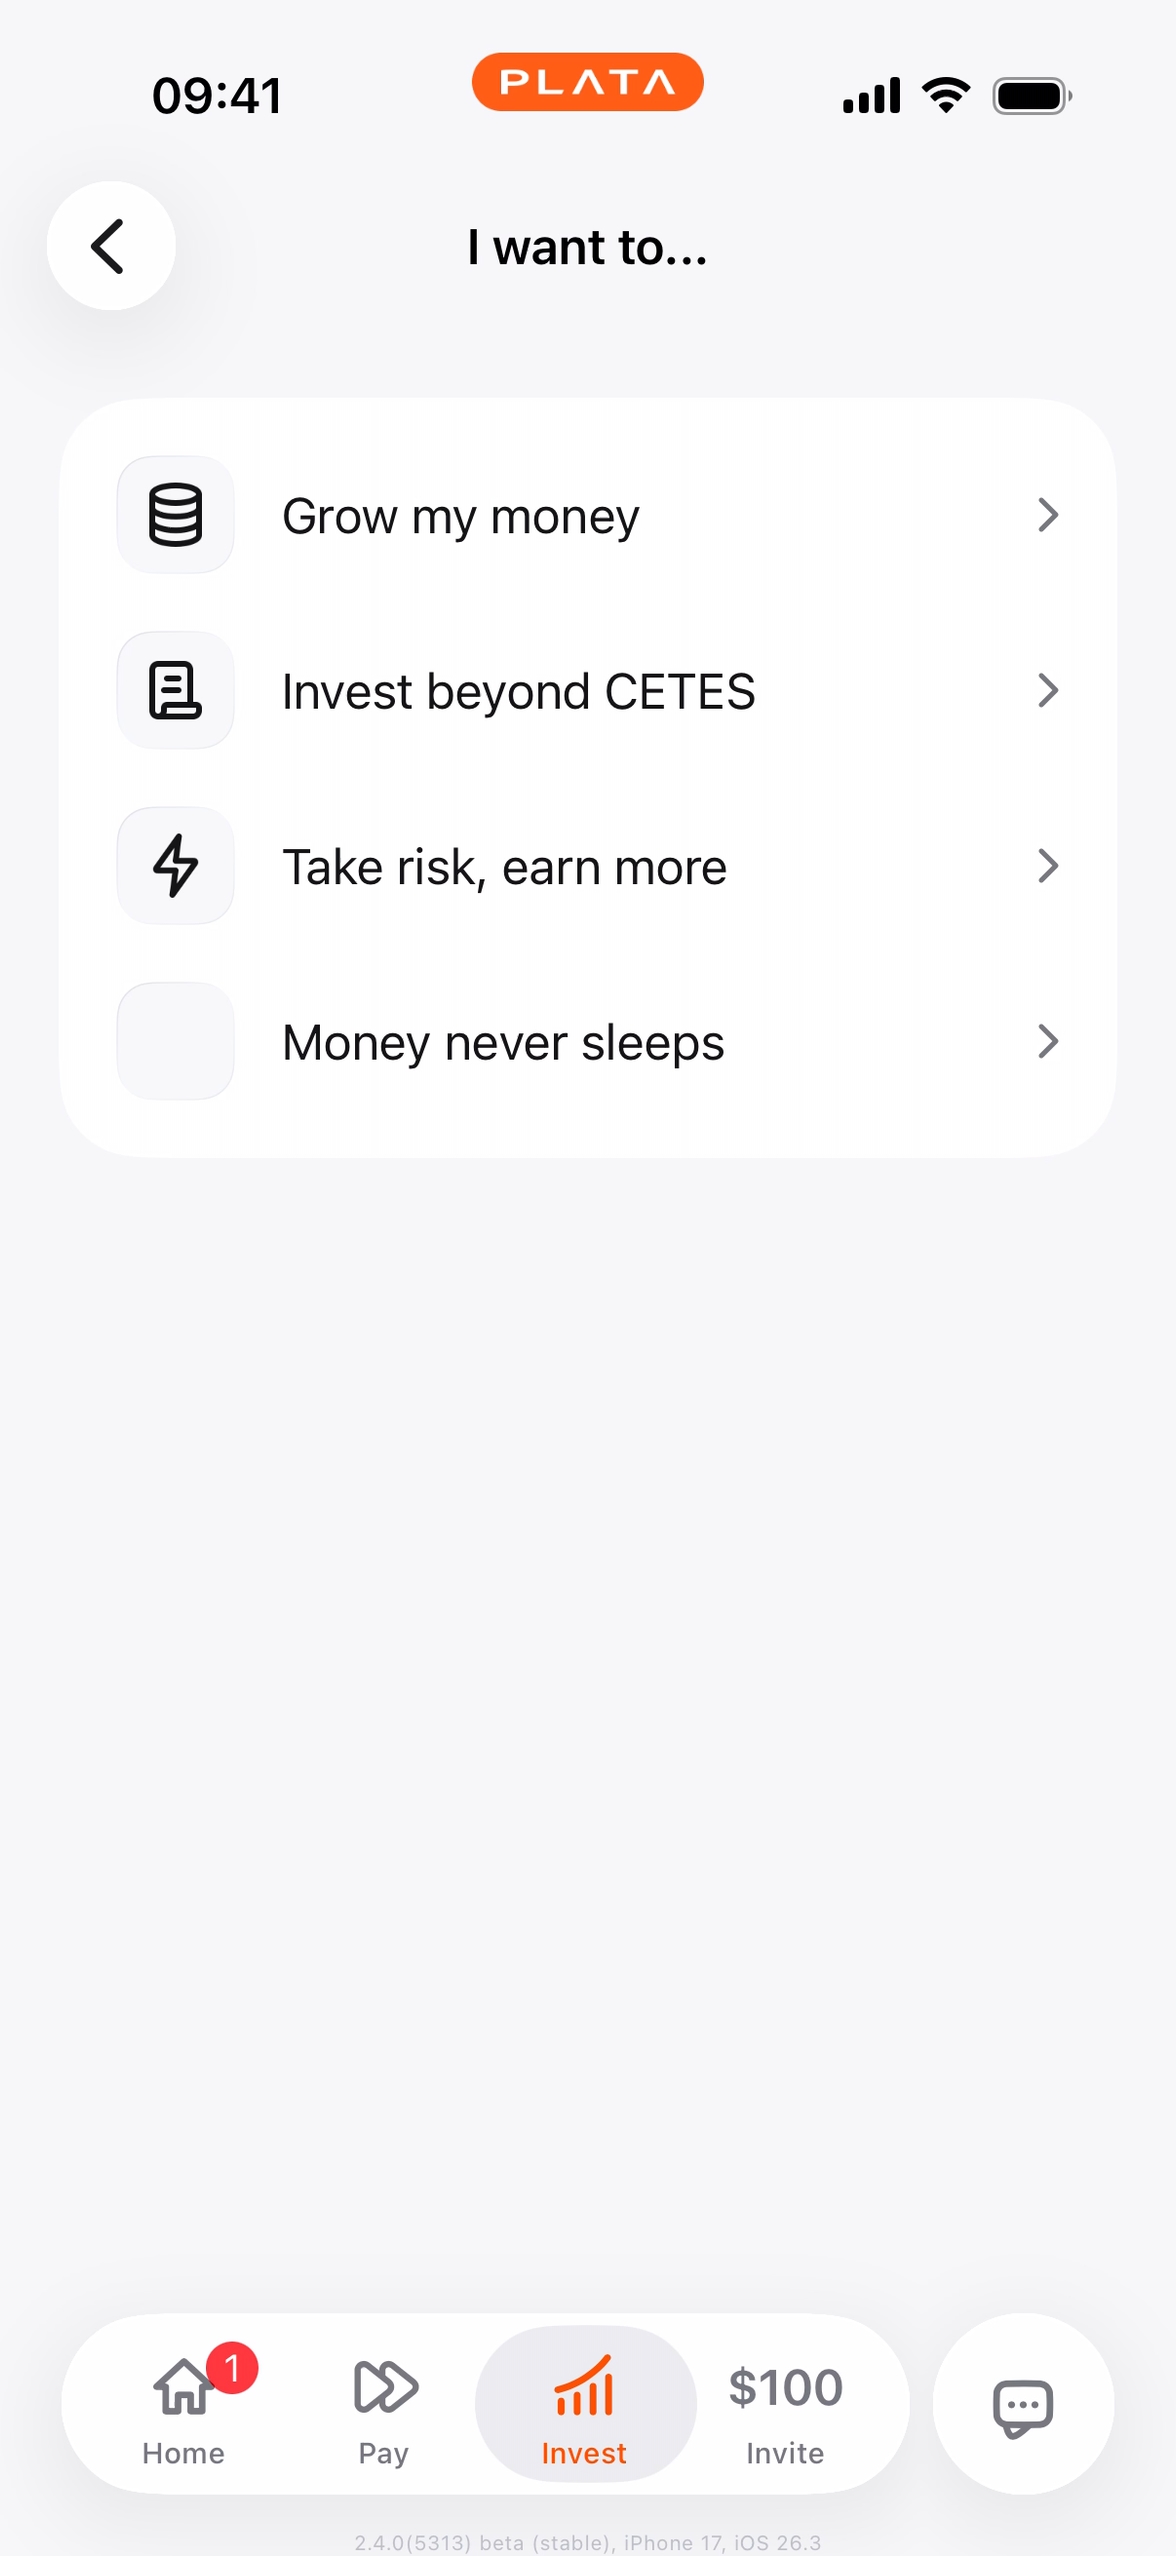 09:41
PLATA
I want to...
Grow my money
Invest beyond CETES
Take risk, earn more
Money never sleeps
1
$100
Home
Pay
Invest
Invite
2.4.0(5313) beta (stable), iPhone 17, iOS 26.3